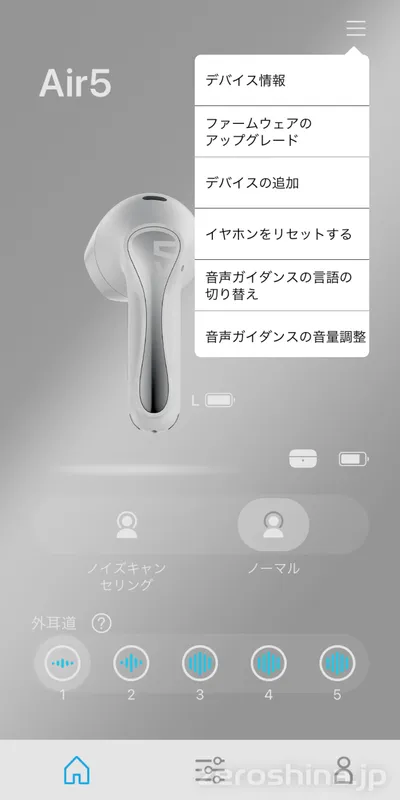 Air5
デバイス情報
ファームウェアの
アップグレード
デバイスの追加
イヤホンをリセットする
音声ガイダンスの言語の
切り替え
音声ガイダンスの音量調整
L
ノイズキャン
セリング
ノーマル
外耳道 ?
1 2 3 4 5
zeroshina.jp